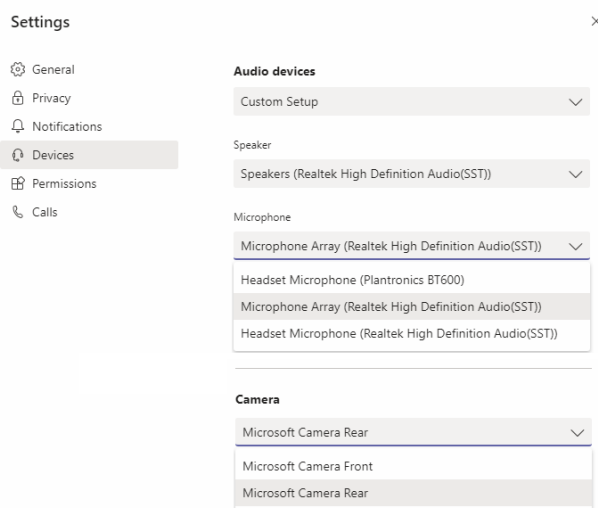 Settings
General
Privacy
Notifications
Devices
Permissions
Calls
Audio devices
Custom Setup
Speaker
Speakers (Realtek High Definition Audio(SST))
Microphone
Microphone Array (Realtek High Definition Audio(SST))
Headset Microphone (Plantronics BT600)
Microphone Array (Realtek High Definition Audio(SST))
Headset Microphone (Realtek High Definition Audio(SST))
Camera
Microsoft Camera Rear
Microsoft Camera Front
Microsoft Camera Rear